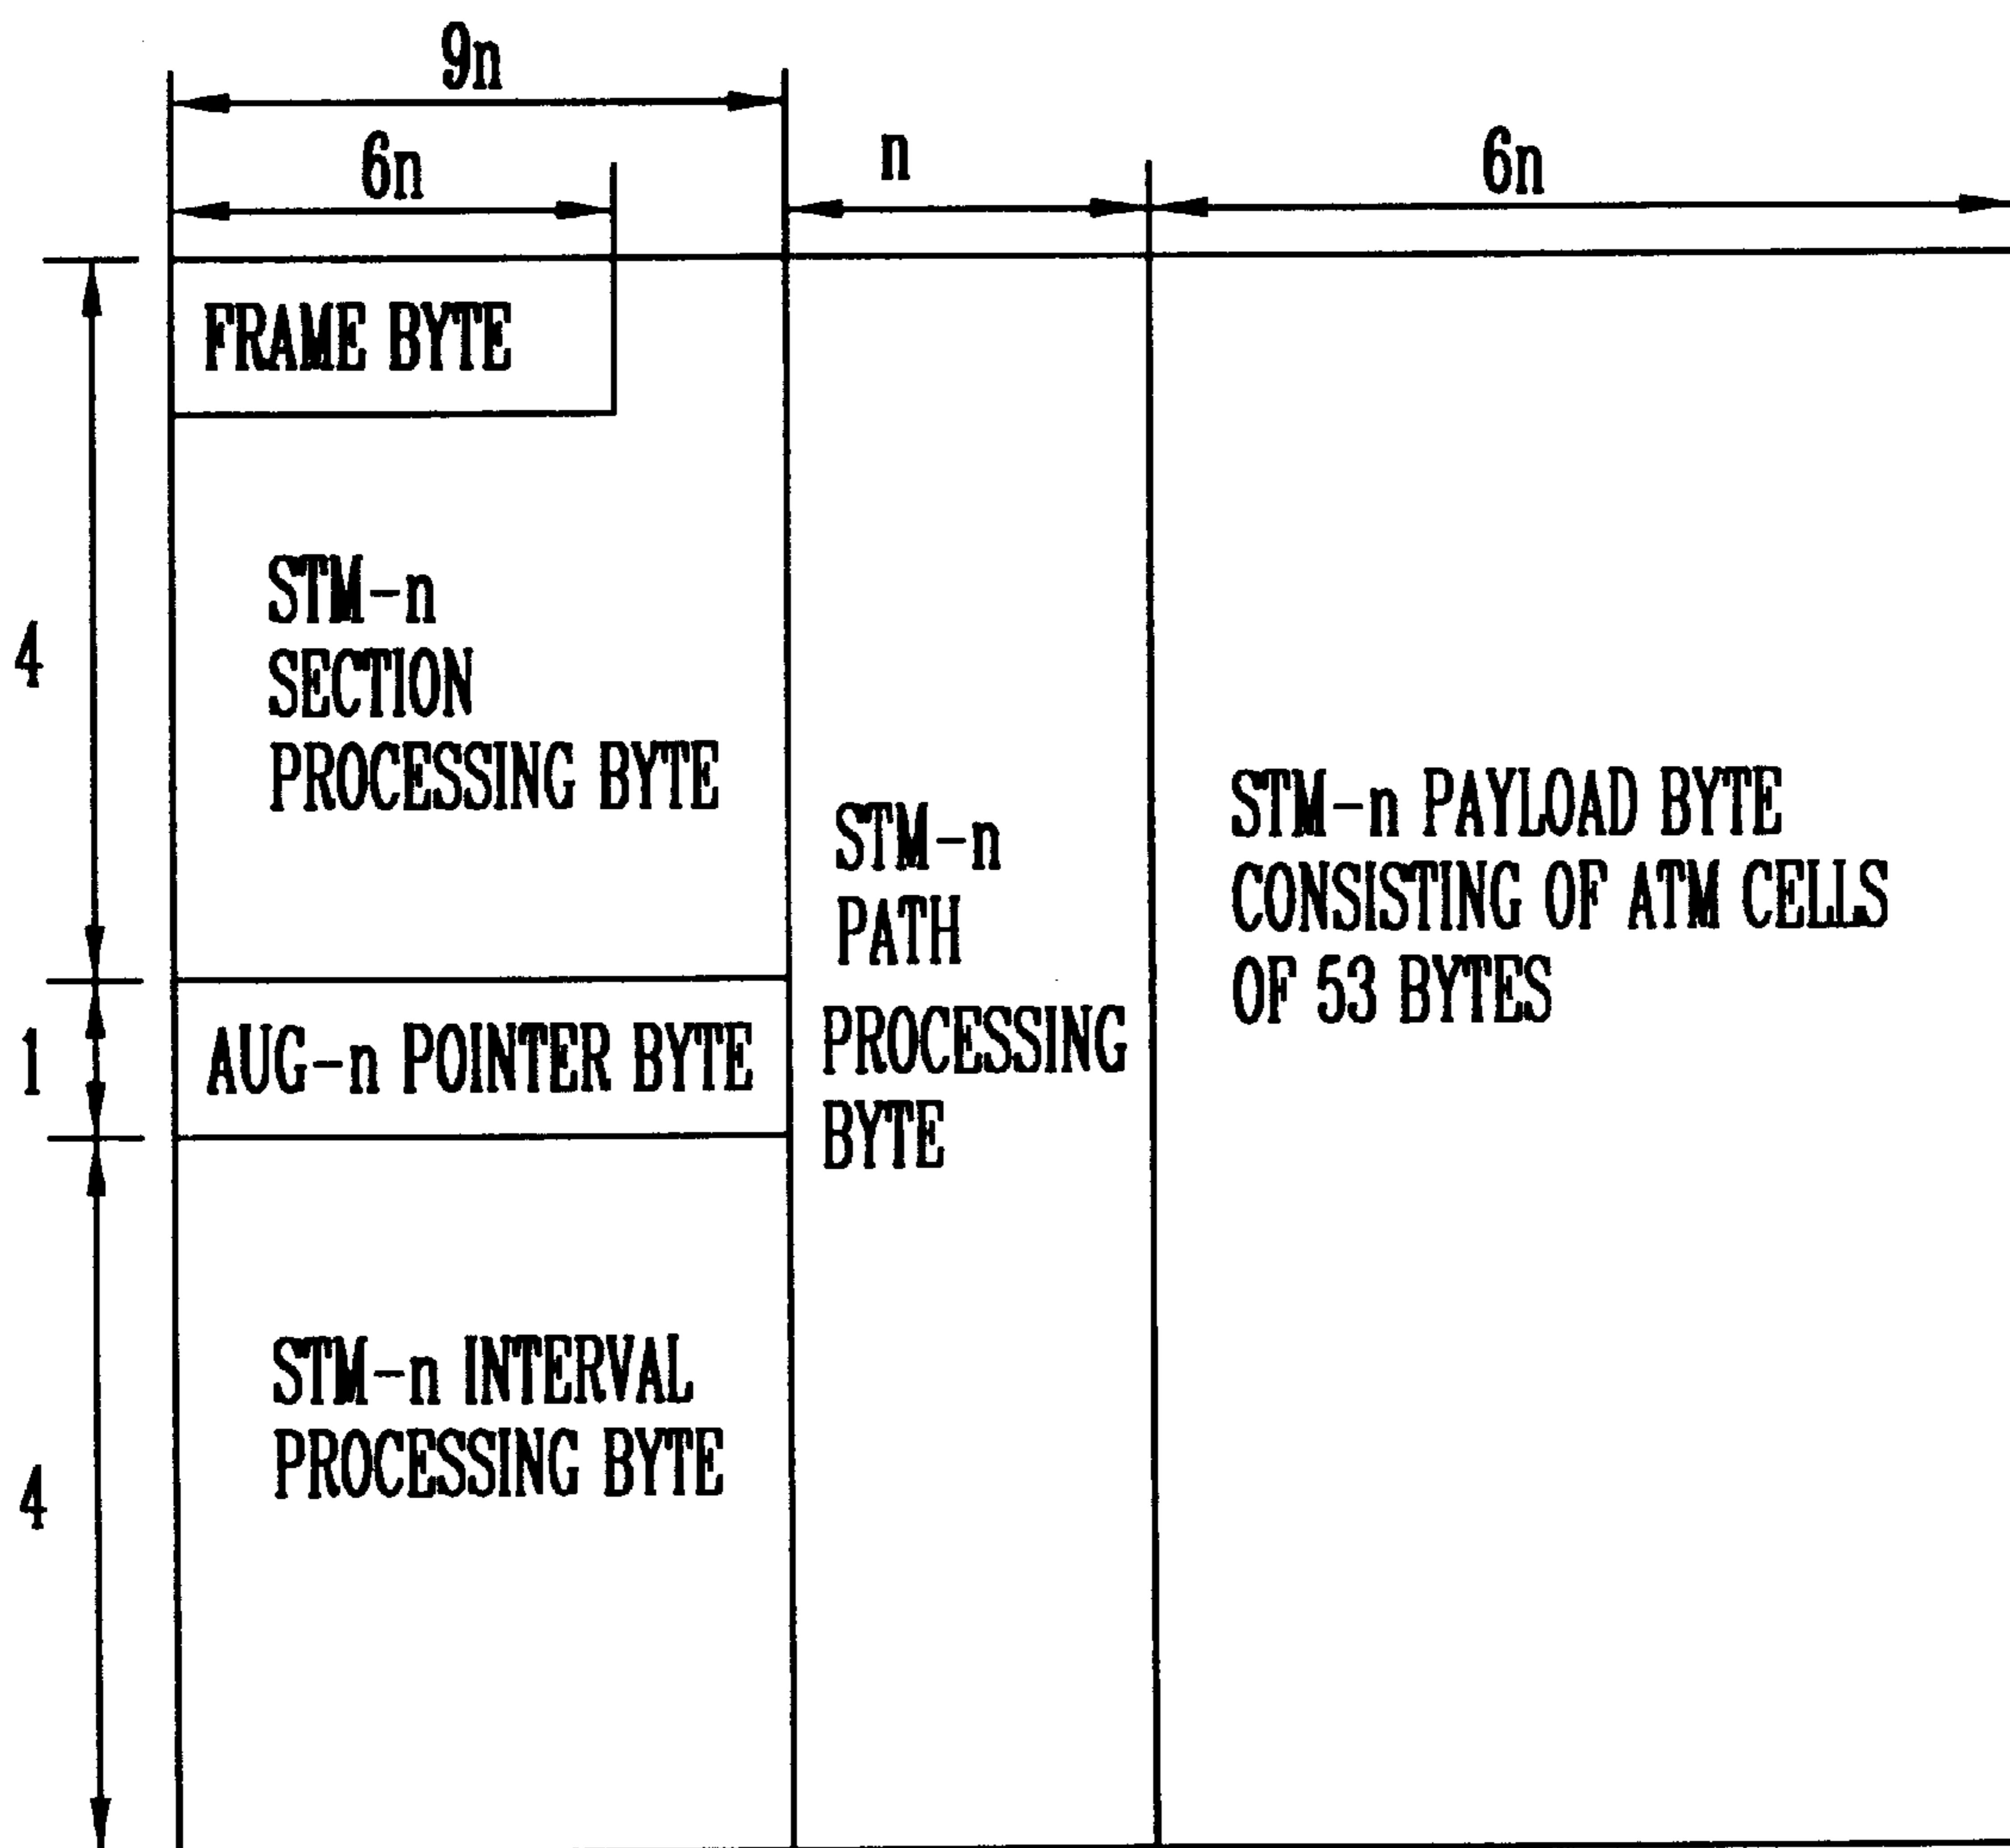 9n
6n
n
6n
FRAME BYTE
4
STM-n
SECTION
PROCESSING BYTE
1
AUG-n POINTER BYTE
4
STM-n INTERVAL
PROCESSING BYTE
STM-n
PATH
PROCESSING
BYTE
STM-n PAYLOAD BYTE
CONSISTING OF ATM CELLS
OF 53 BYTES